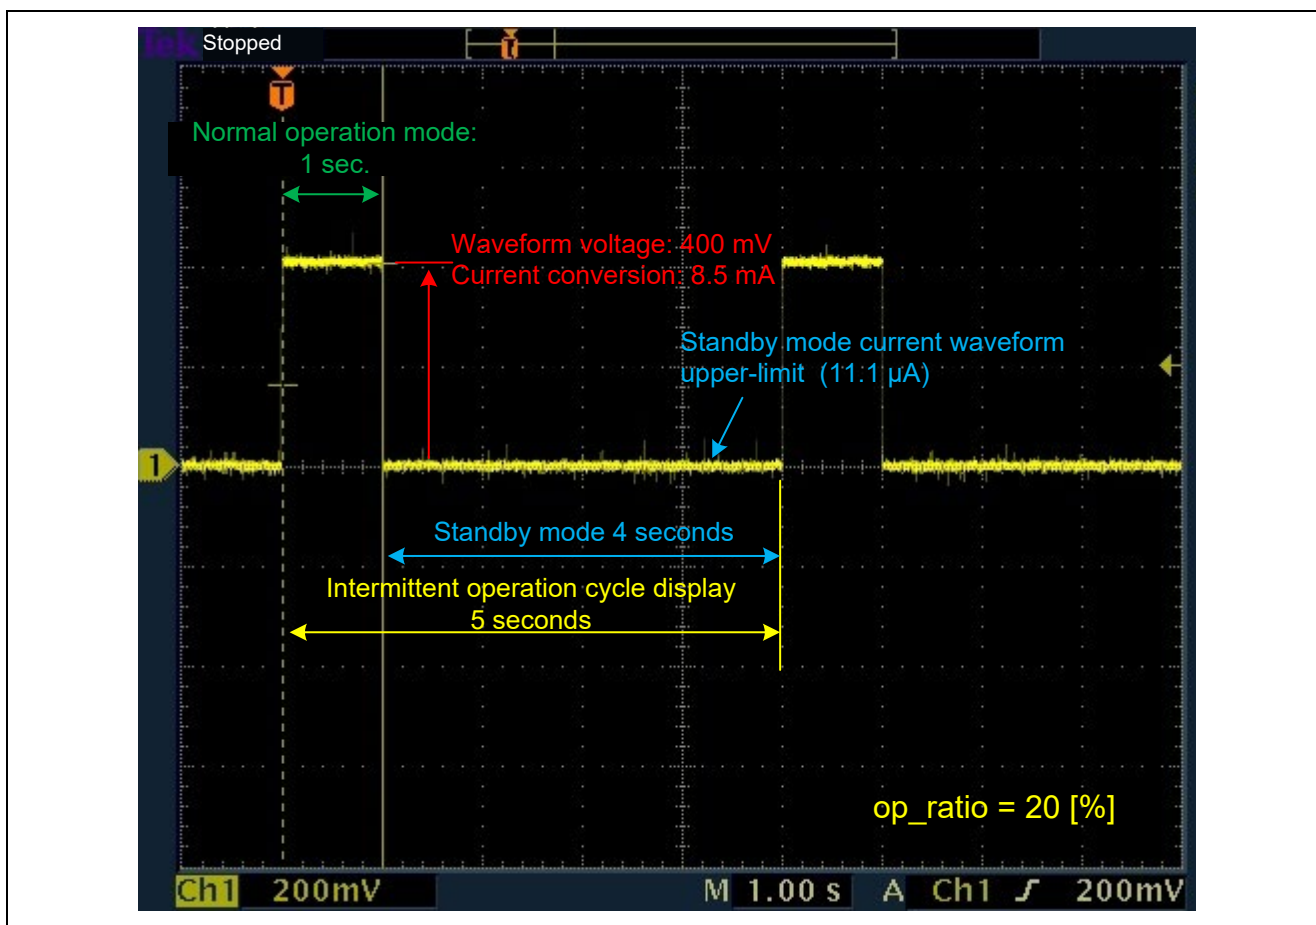 Tek Stopped
T
T
Normal operation mode:
1 sec.
Waveform voltage: 400 mV
Current conversion: 8.5 mA
Standby mode current waveform
upper-limit (11.1 µA)
1
Standby mode 4 seconds
Intermittent operation cycle display
5 seconds
op_ratio = 20 [%]
Ch1 200mV M 1.00 s A Ch1 200mV